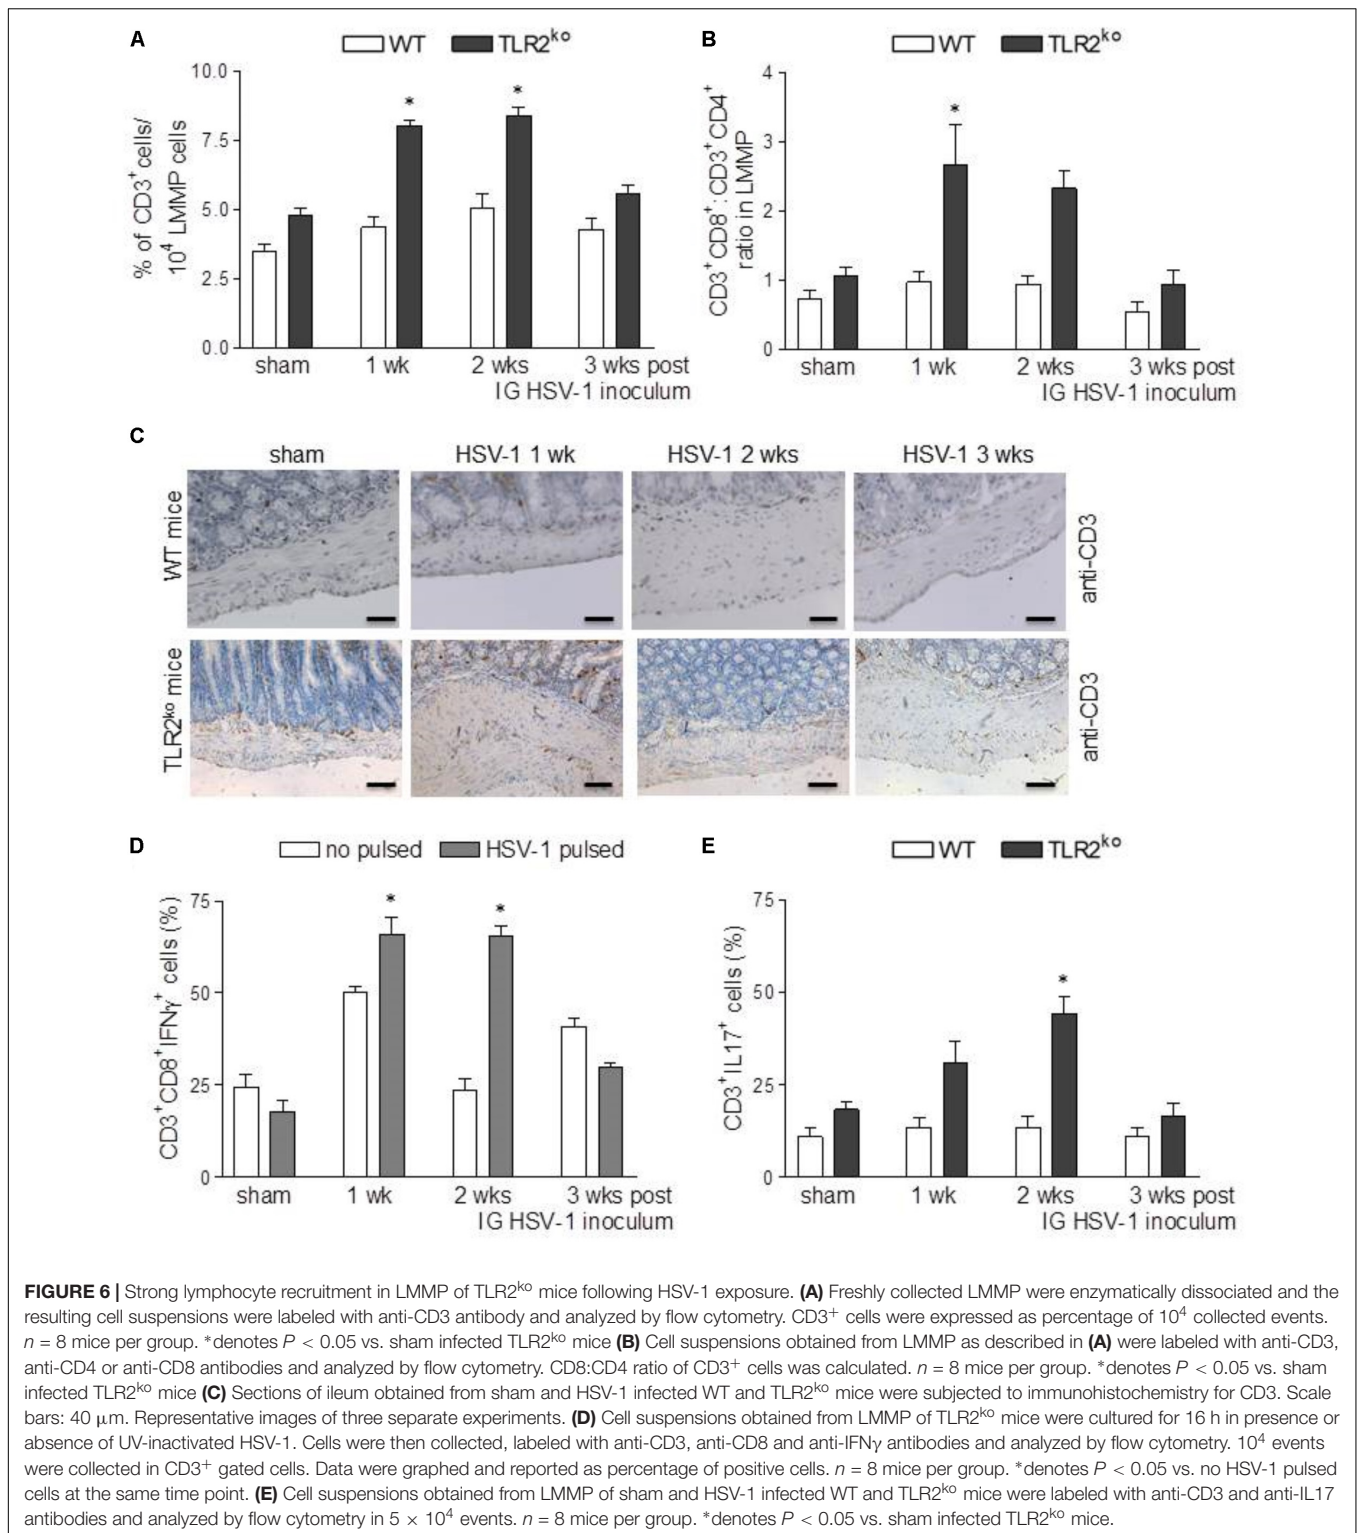 A
WT TLR2ᵏᵒ
10.0
7.5
5.0
2.5
0.0
% of CD3⁺ cells/
10⁴ LMMP cells
* *
sham 1 wk 2 wks 3 wks post
IG HSV-1 inoculum
B
WT TLR2ᵏᵒ
4
3
2
1
0
CD3⁺CD8⁺: CD3⁺CD4⁺
ratio in LMMP
*
sham 1 wk 2 wks 3 wks post
IG HSV-1 inoculum
C
sham HSV-1 1 wk HSV-1 2 wks HSV-1 3 wks
WT mice
anti-CD3
TLR2ᵏᵒ mice
anti-CD3
D
no pulsed HSV-1 pulsed
75
50
25
0
CD3⁺CD8⁺IFNγ⁺ cells (%)
* *
sham 1 wk 2 wks 3 wks post
IG HSV-1 inoculum
E
WT TLR2ᵏᵒ
75
50
25
0
CD3⁺IL17⁺ cells (%)
*
sham 1 wk 2 wks 3 wks post
IG HSV-1 inoculum
FIGURE 6 | Strong lymphocyte recruitment in LMMP of TLR2ᵏᵒ mice following HSV-1 exposure. (A) Freshly collected LMMP were enzymatically dissociated and the
resulting cell suspensions were labeled with anti-CD3 antibody and analyzed by flow cytometry. CD3⁺ cells were expressed as percentage of 10⁴ collected events.
n = 8 mice per group. *denotes P < 0.05 vs. sham infected TLR2ᵏᵒ mice (B) Cell suspensions obtained from LMMP as described in (A) were labeled with anti-CD3,
anti-CD4 or anti-CD8 antibodies and analyzed by flow cytometry. CD8:CD4 ratio of CD3⁺ cells was calculated. n = 8 mice per group. *denotes P < 0.05 vs. sham
infected TLR2ᵏᵒ mice (C) Sections of ileum obtained from sham and HSV-1 infected WT and TLR2ᵏᵒ mice were subjected to immunohistochemistry for CD3. Scale
bars: 40 μm. Representative images of three separate experiments. (D) Cell suspensions obtained from LMMP of TLR2ᵏᵒ mice were cultured for 16 h in presence or
absence of UV-inactivated HSV-1. Cells were then collected, labeled with anti-CD3, anti-CD8 and anti-IFNγ antibodies and analyzed by flow cytometry. 10⁴ events
were collected in CD3⁺ gated cells. Data were graphed and reported as percentage of positive cells. n = 8 mice per group. *denotes P < 0.05 vs. no HSV-1 pulsed
cells at the same time point. (E) Cell suspensions obtained from LMMP of sham and HSV-1 infected WT and TLR2ᵏᵒ mice were labeled with anti-CD3 and anti-IL17
antibodies and analyzed by flow cytometry in 5 × 10⁴ events. n = 8 mice per group. *denotes P < 0.05 vs. sham infected TLR2ᵏᵒ mice.